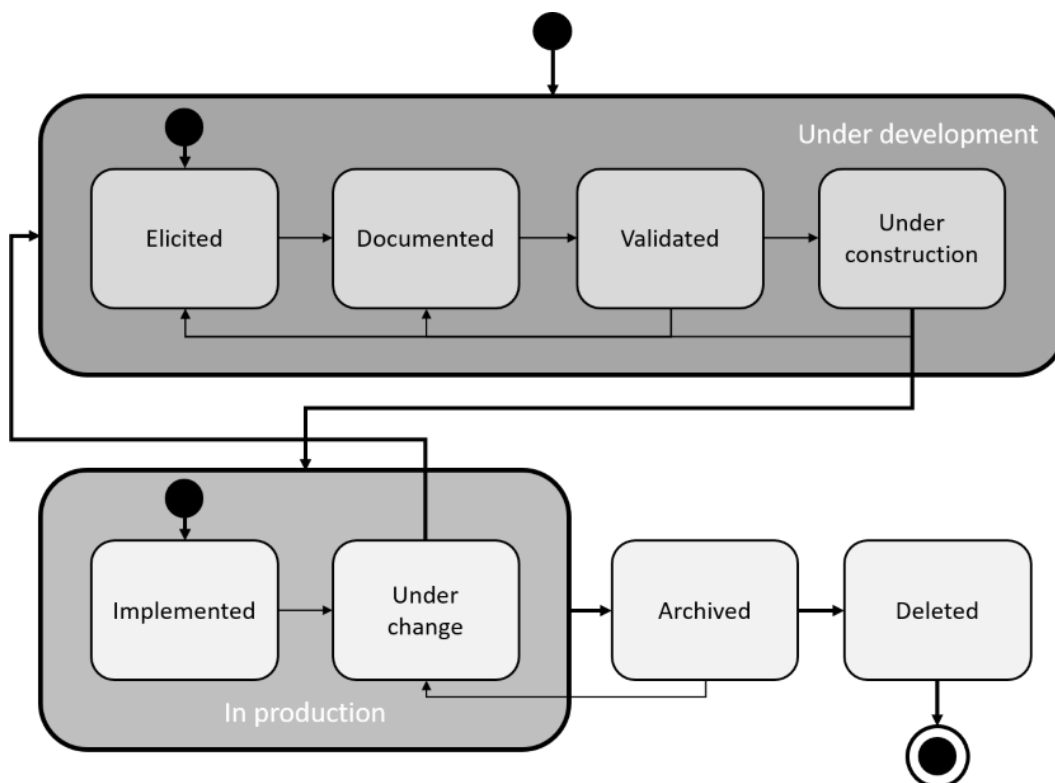 Under development
Elicited
Documented
Validated
Under
construction
Implemented
Under
change
Archived
Deleted
In production